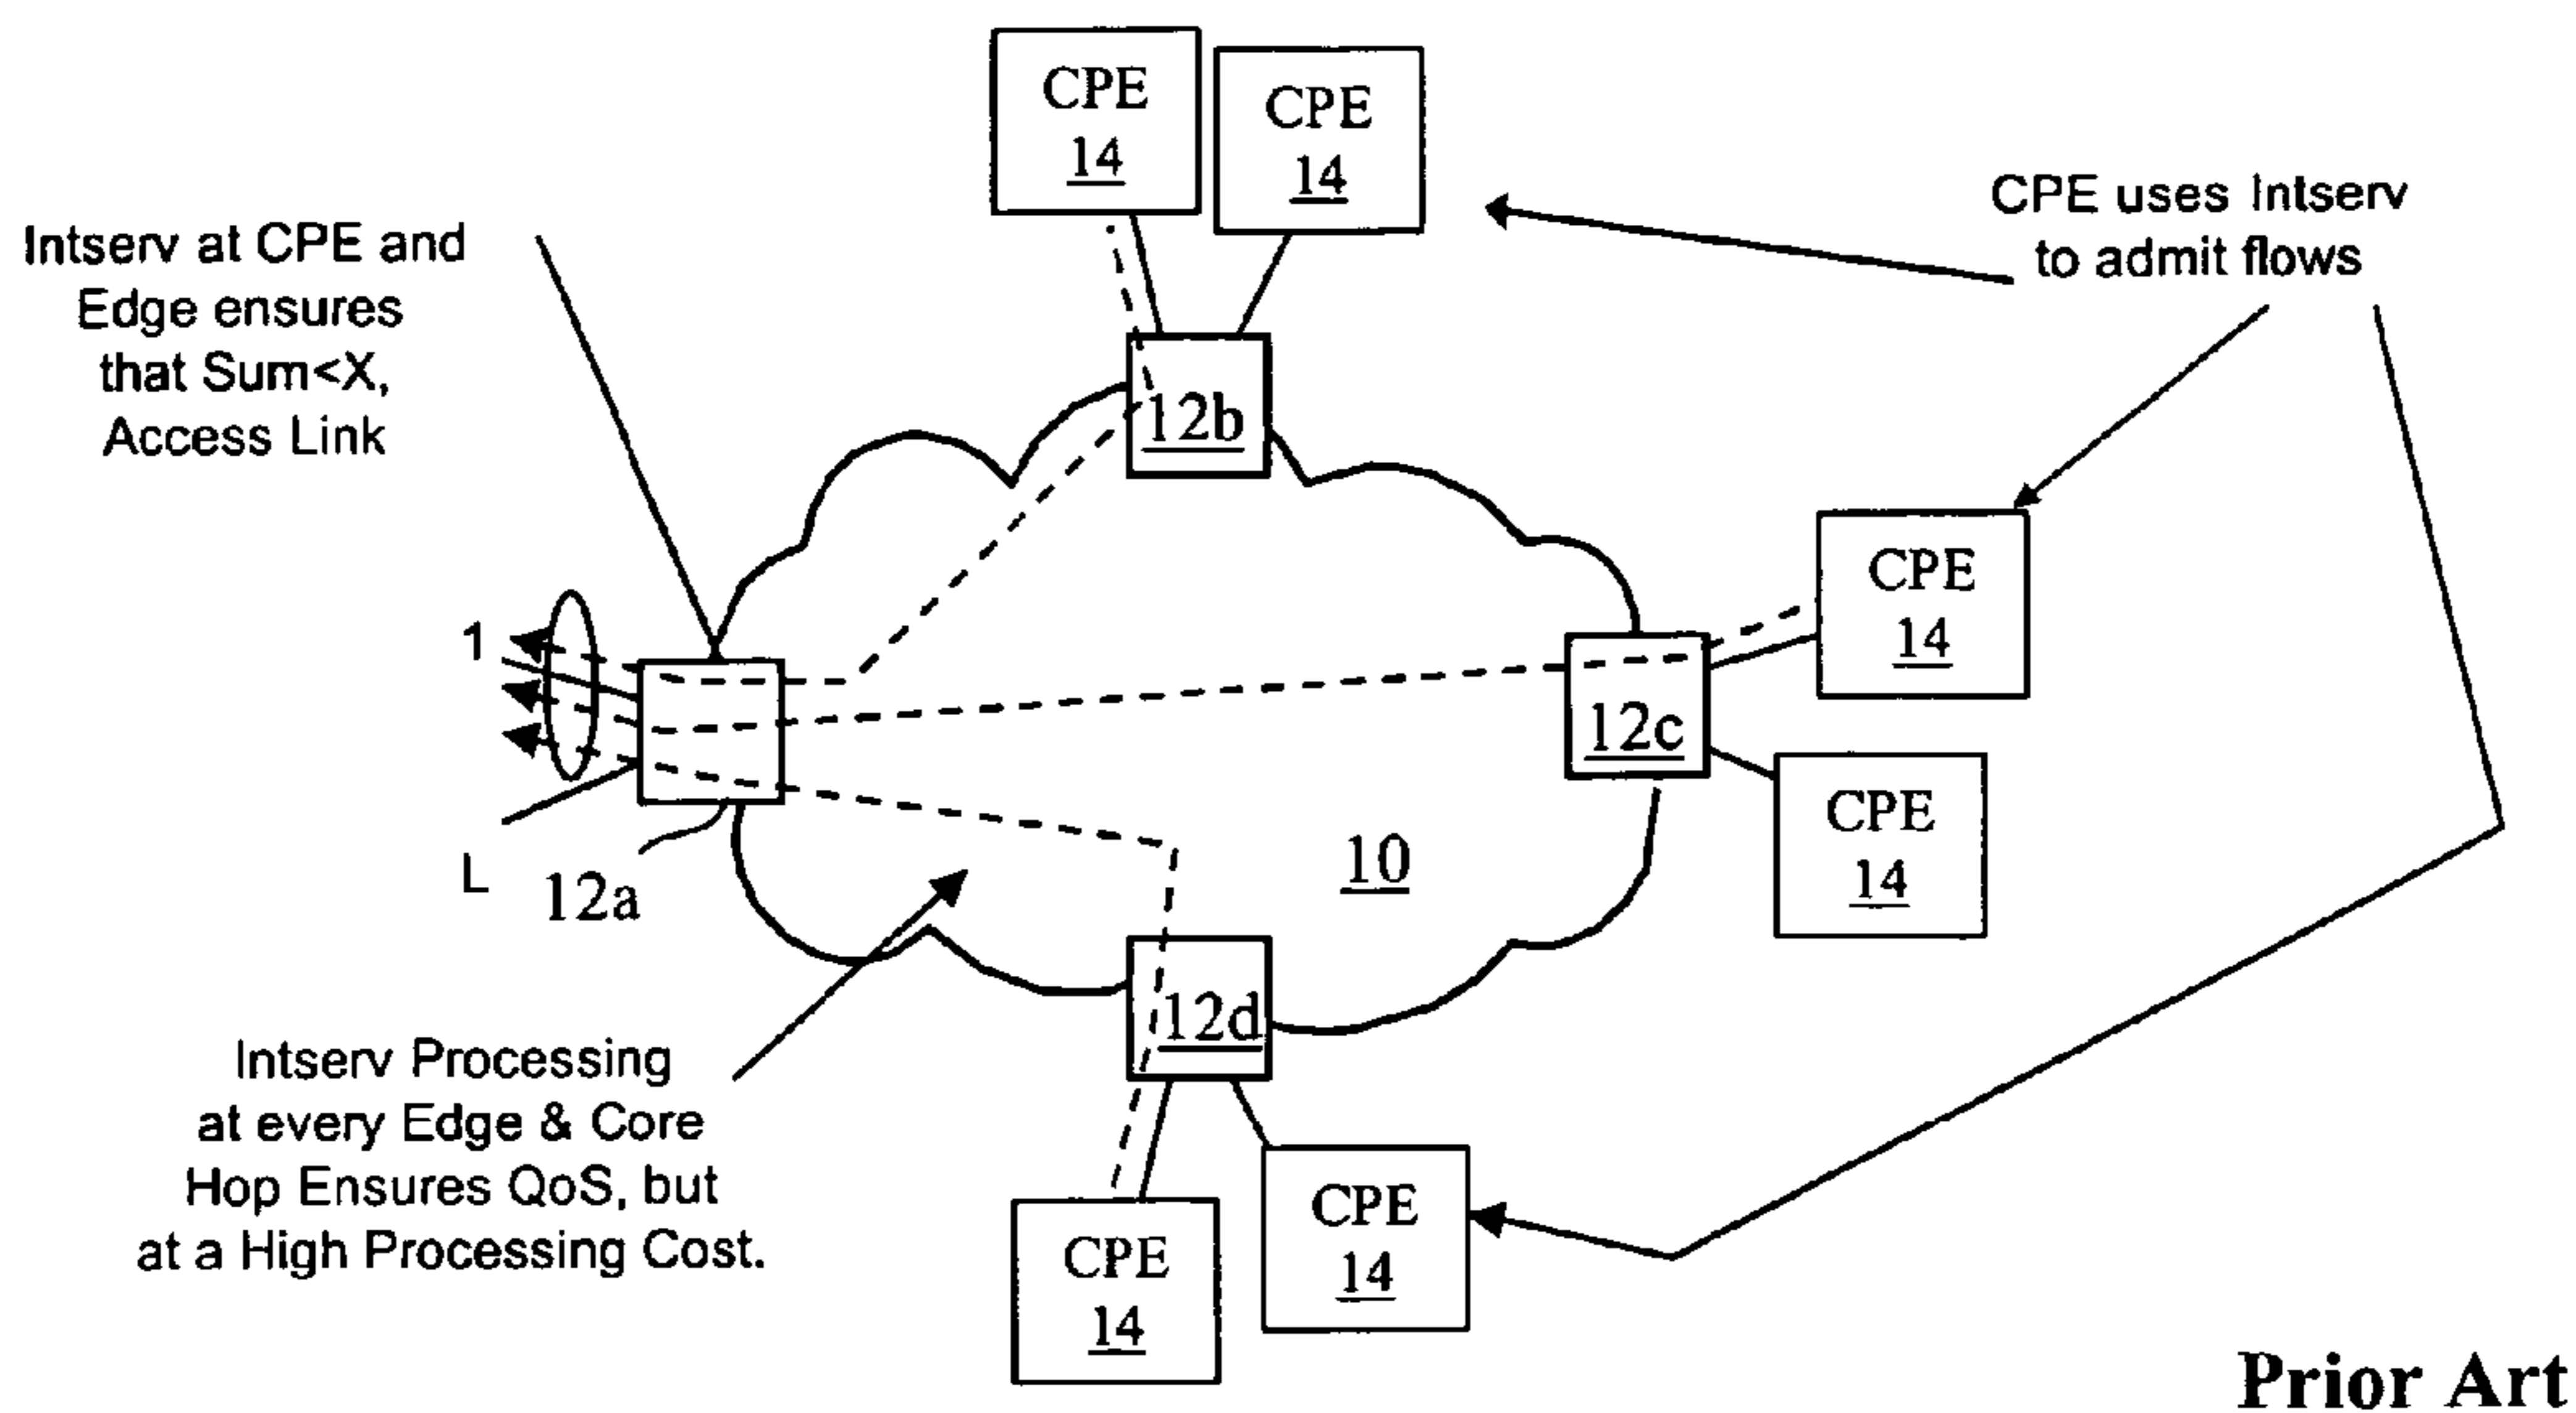 CPE
14
CPE
14
CPE uses Intserv
to admit flows
Intserv at CPE and
Edge ensures
that Sum<X,
Access Link
12b
CPE
14
1
12c
CPE
14
L
12a
10
12d
Intserv Processing
at every Edge & Core
Hop Ensures QoS, but
at a High Processing Cost.
CPE
14
CPE
14
Prior Art